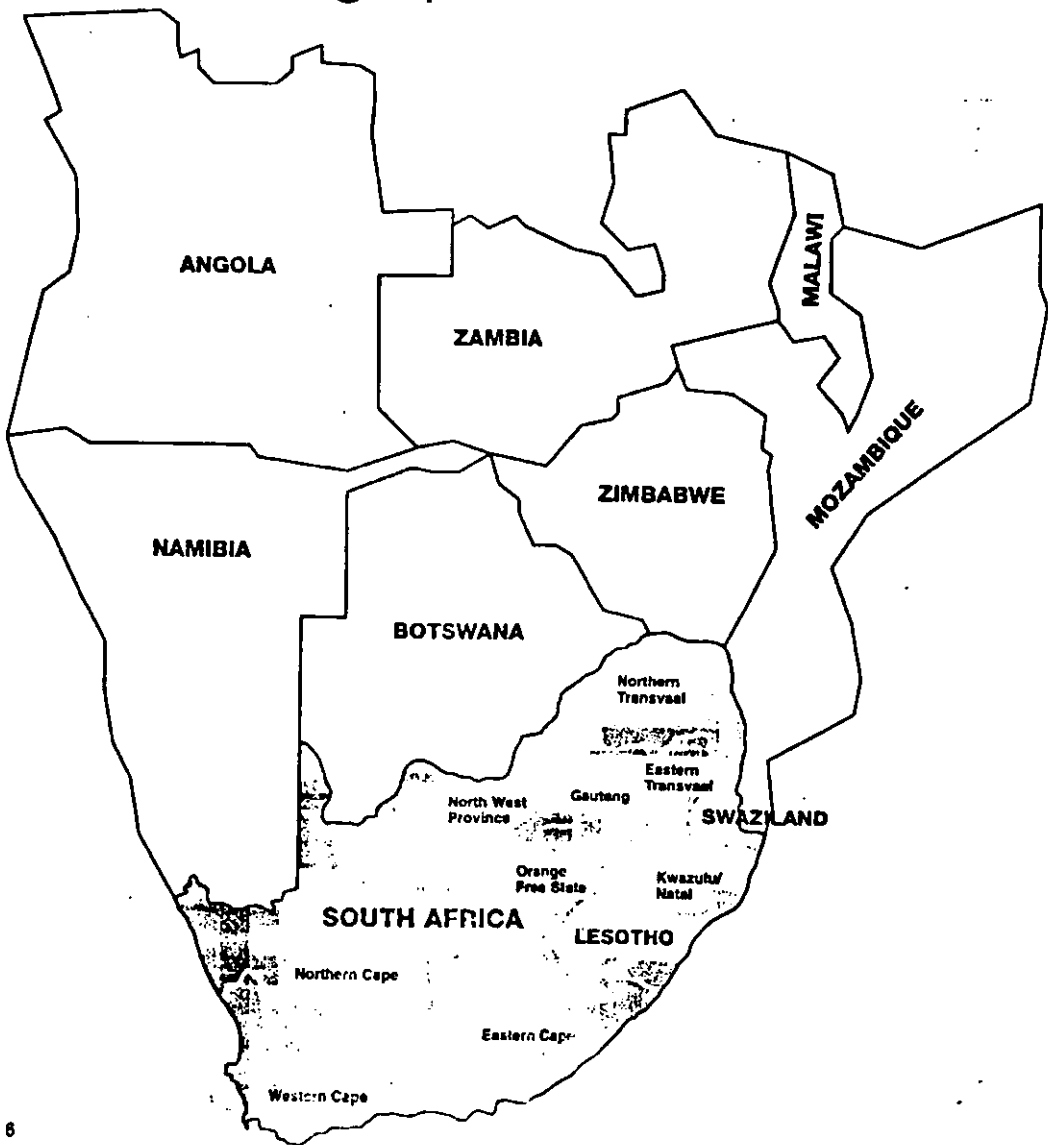 ANGOLA
ZAMBIA
MALAWI
MOZAMBIQUE
ZIMBABWE
NAMIBIA
BOTSWANA
Northern
Transvaal
Eastern
Transvaal
Gauteng
North West
Province
SWAZILAND
Orange
Free State
Kwazulu/
Natal
SOUTH AFRICA
LESOTHO
Northern Cape
Eastern Cape
Western Cape
6